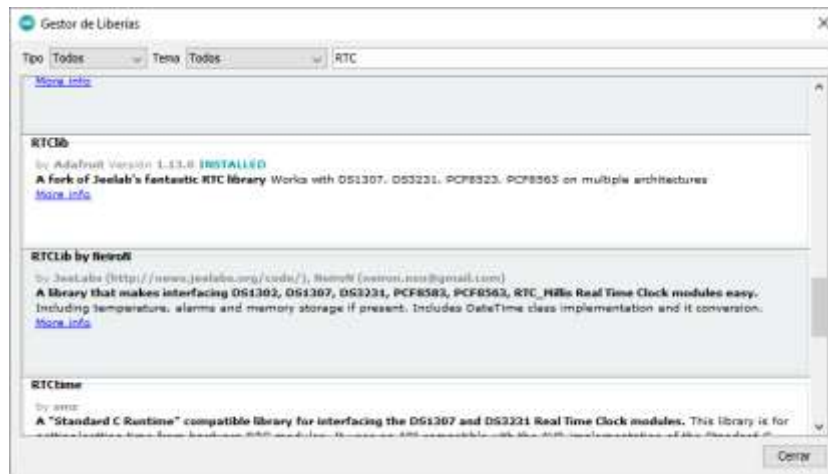 Gestor de Librerías
Tipo Todos Tema Todos RTC
More info
RTClib
by Adafruit Versión 1.13.0 INSTALLED
A fork of Jeelab's fantastic RTC library Works with DS1307, DS3231, PCF8523, PCF8563 on multiple architectures
More info
RTCLib by NeiroN
by JeeLabs (http://news.jeelabs.org/code/), NeiroN
A library that makes interfacing DS1302, DS1307, DS3231, PCF8583, PCF8563, RTC_Millis Real Time Clock modules easy.
Including temperature, alarms and memory storage if present. Includes DateTime class implementation and it conversion.
More info
RTCtime
by
A "Standard C Runtime" compatible library for interfacing the DS1307 and DS3231 Real Time Clock modules. This library is for
Cerrar